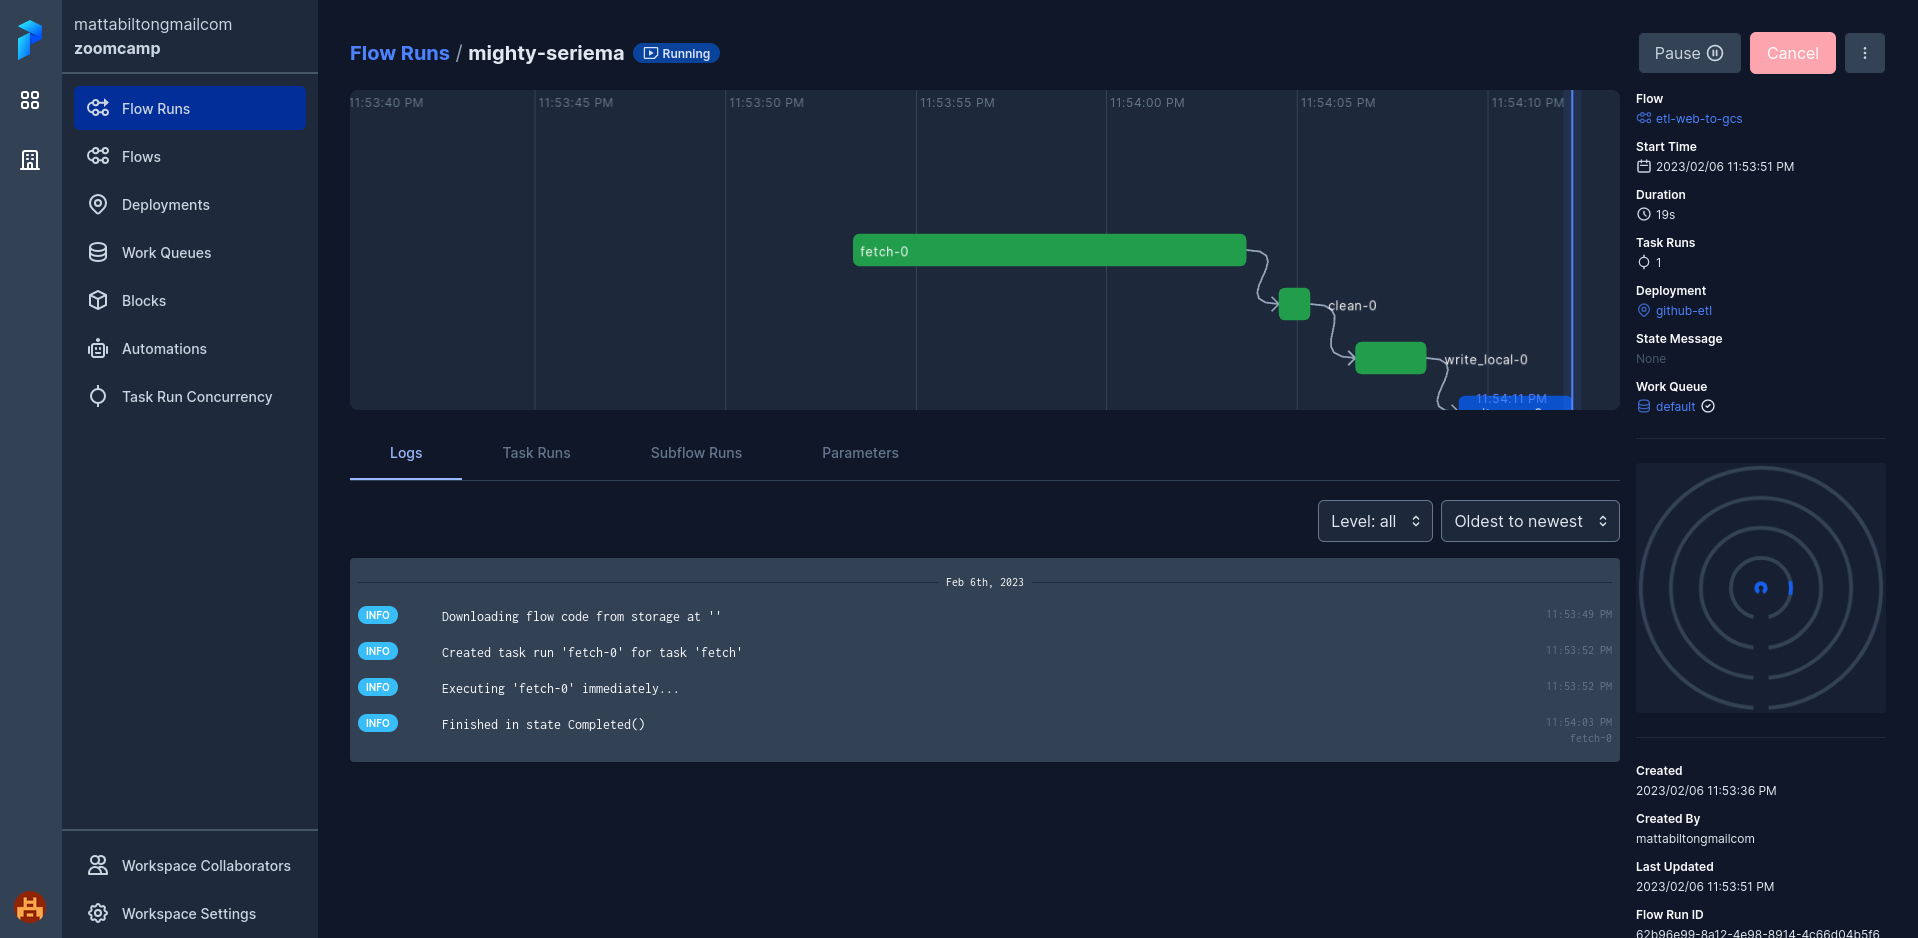 mattabiltongmailcom
zoomcamp
Flow Runs
Flows
Deployments
Work Queues
Blocks
Automations
Task Run Concurrency
Workspace Collaborators
Workspace Settings
Flow Runs / mighty-seriema Running
Pause
Cancel
11:53:40 PM 11:53:45 PM 11:53:50 PM 11:53:55 PM 11:54:00 PM 11:54:05 PM 11:54:10 PM
fetch-0
clean-0
write_local-0
11:54:11 PM
Logs Task Runs Subflow Runs Parameters
Level: all Oldest to newest
Feb 6th, 2023
INFO Downloading flow code from storage at '' 11:53:49 PM
INFO Created task run 'fetch-0' for task 'fetch' 11:53:52 PM
INFO Executing 'fetch-0' immediately... 11:53:52 PM
INFO Finished in state Completed() 11:54:03 PM
fetch-0
Flow
etl-web-to-gcs
Start Time
2023/02/06 11:53:51 PM
Duration
19s
Task Runs
1
Deployment
github-etl
State Message
None
Work Queue
default
Created
2023/02/06 11:53:36 PM
Created By
mattabiltongmailcom
Last Updated
2023/02/06 11:53:51 PM
Flow Run ID
62b96e99-8a12-4e98-8914-4c66d04b5f6